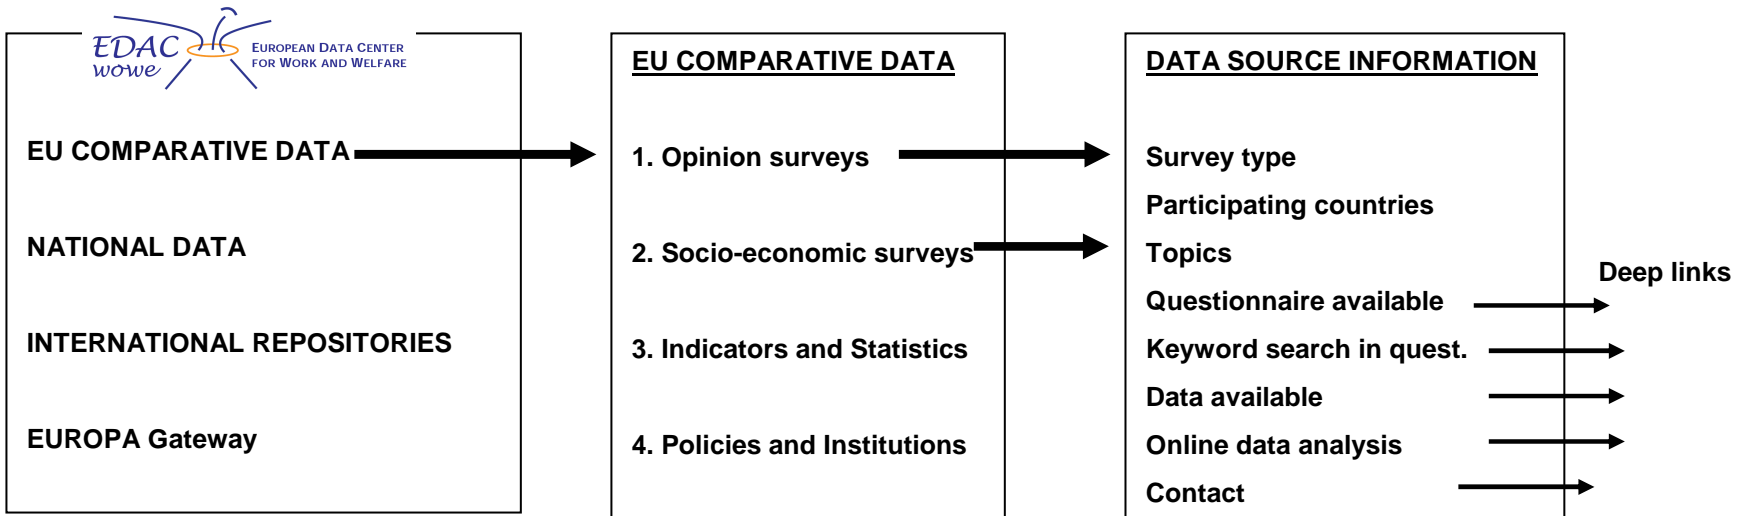 EDAC
wowe
EUROPEAN DATA CENTER
FOR WORK AND WELFARE
EU COMPARATIVE DATA
NATIONAL DATA
INTERNATIONAL REPOSITORIES
EUROPA Gateway
EU COMPARATIVE DATA
1. Opinion surveys
2. Socio-economic surveys
3. Indicators and Statistics
4. Policies and Institutions
DATA SOURCE INFORMATION
Survey type
Participating countries
Topics
Questionnaire available
Keyword search in quest.
Data available
Online data analysis
Contact
Deep links